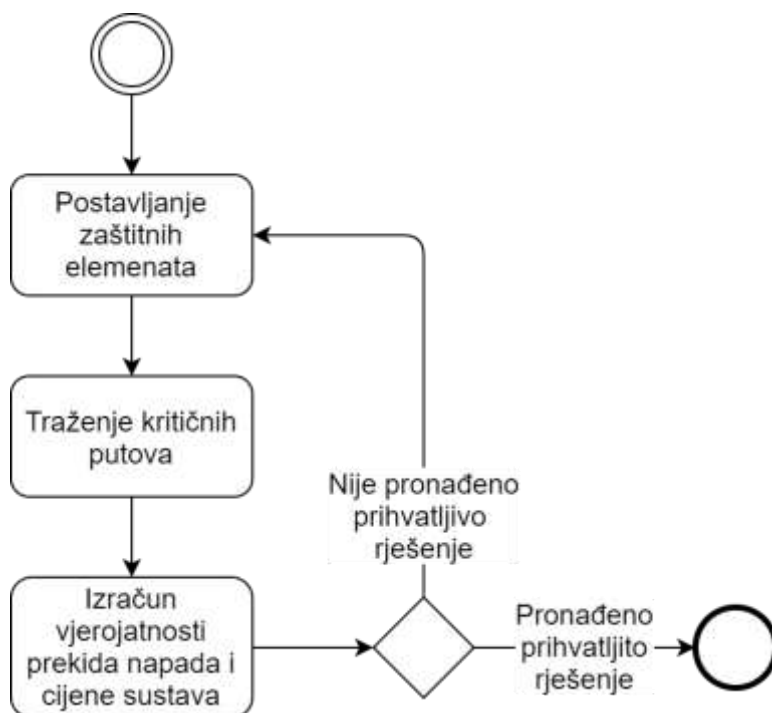 Postavljanje
zaštitnih
elemenata
Traženje kritičnih
putova
Izračun
vjerojatnosti
prekida napada i
cijene sustava
Nije pronađeno
prihvatljivo
rješenje
Pronađeno
prihvatljito
rješenje